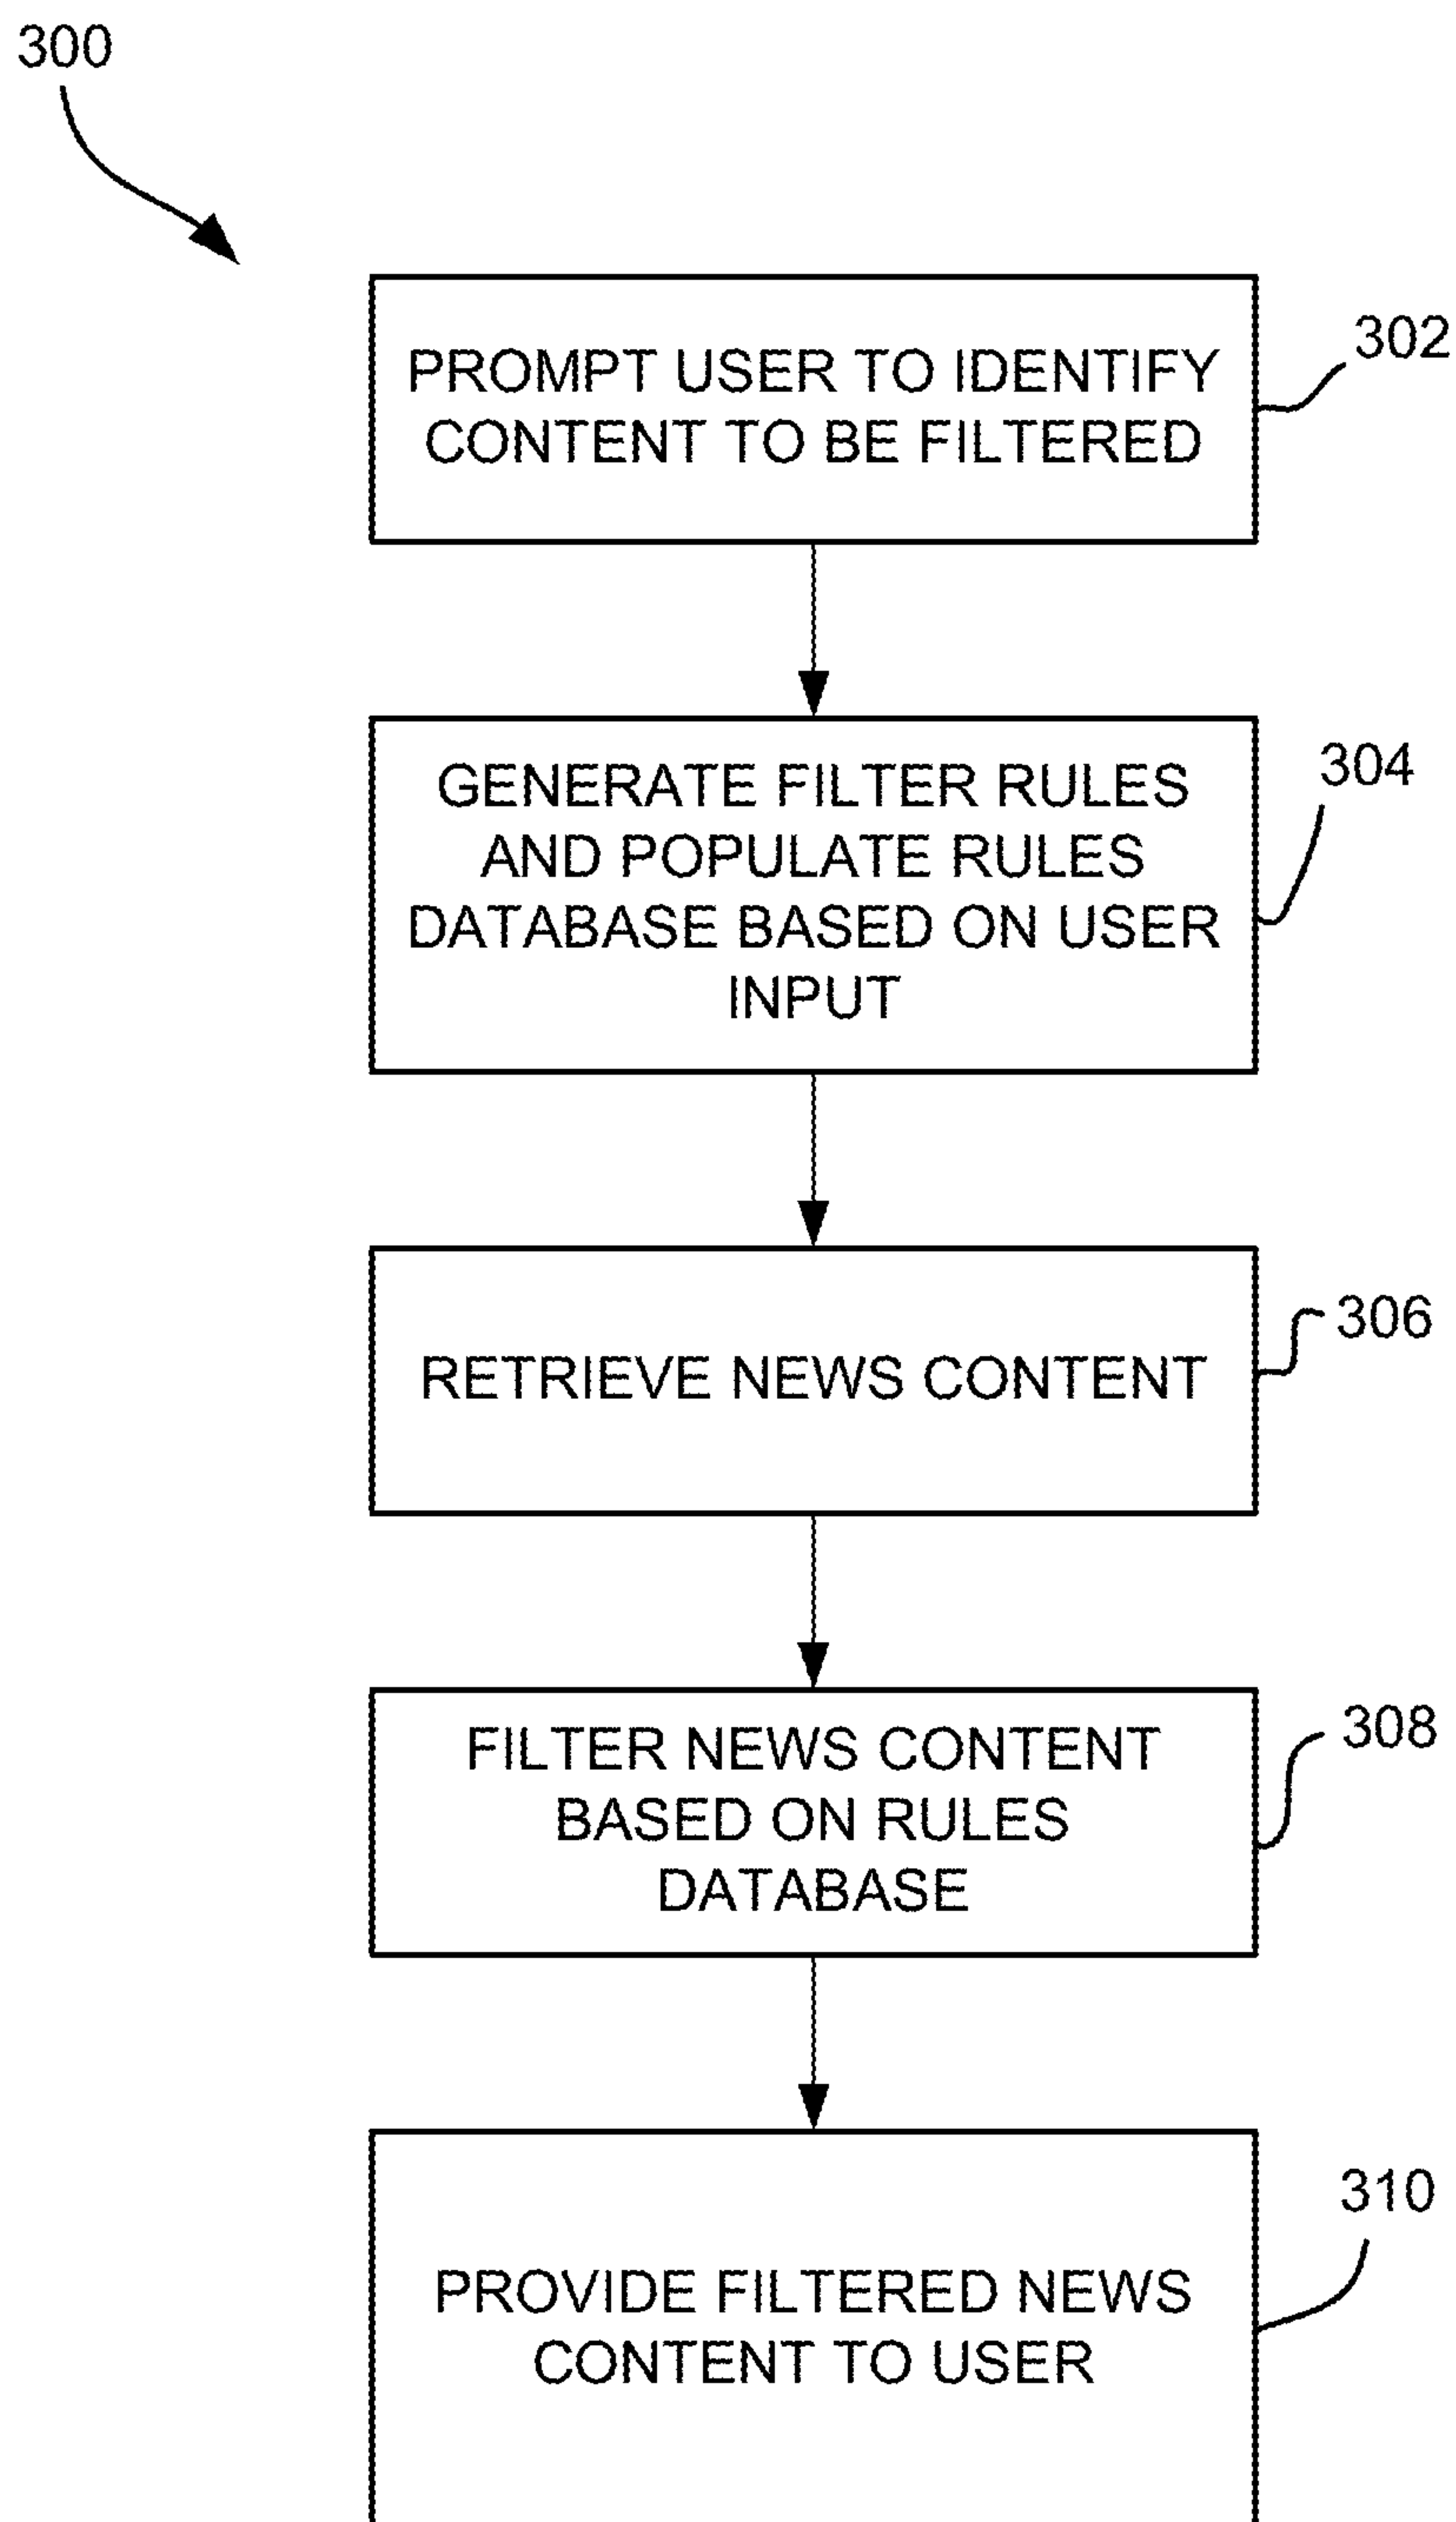 300
PROMPT USER TO IDENTIFY
CONTENT TO BE FILTERED
302
GENERATE FILTER RULES
AND POPULATE RULES
DATABASE BASED ON USER
INPUT
304
RETRIEVE NEWS CONTENT
306
FILTER NEWS CONTENT
BASED ON RULES
DATABASE
308
PROVIDE FILTERED NEWS
CONTENT TO USER
310